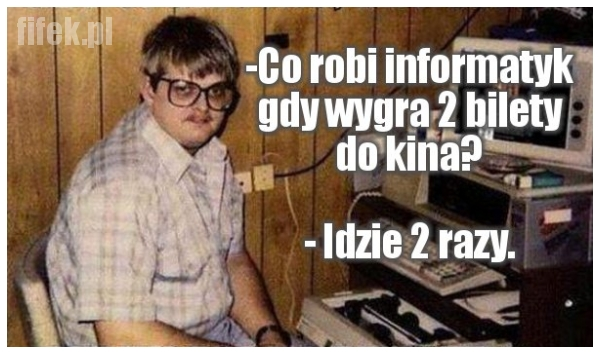 fifek.pl
-Co robi informatyk
gdy wygra 2 bilety
do kina?
- Idzie 2 razy.